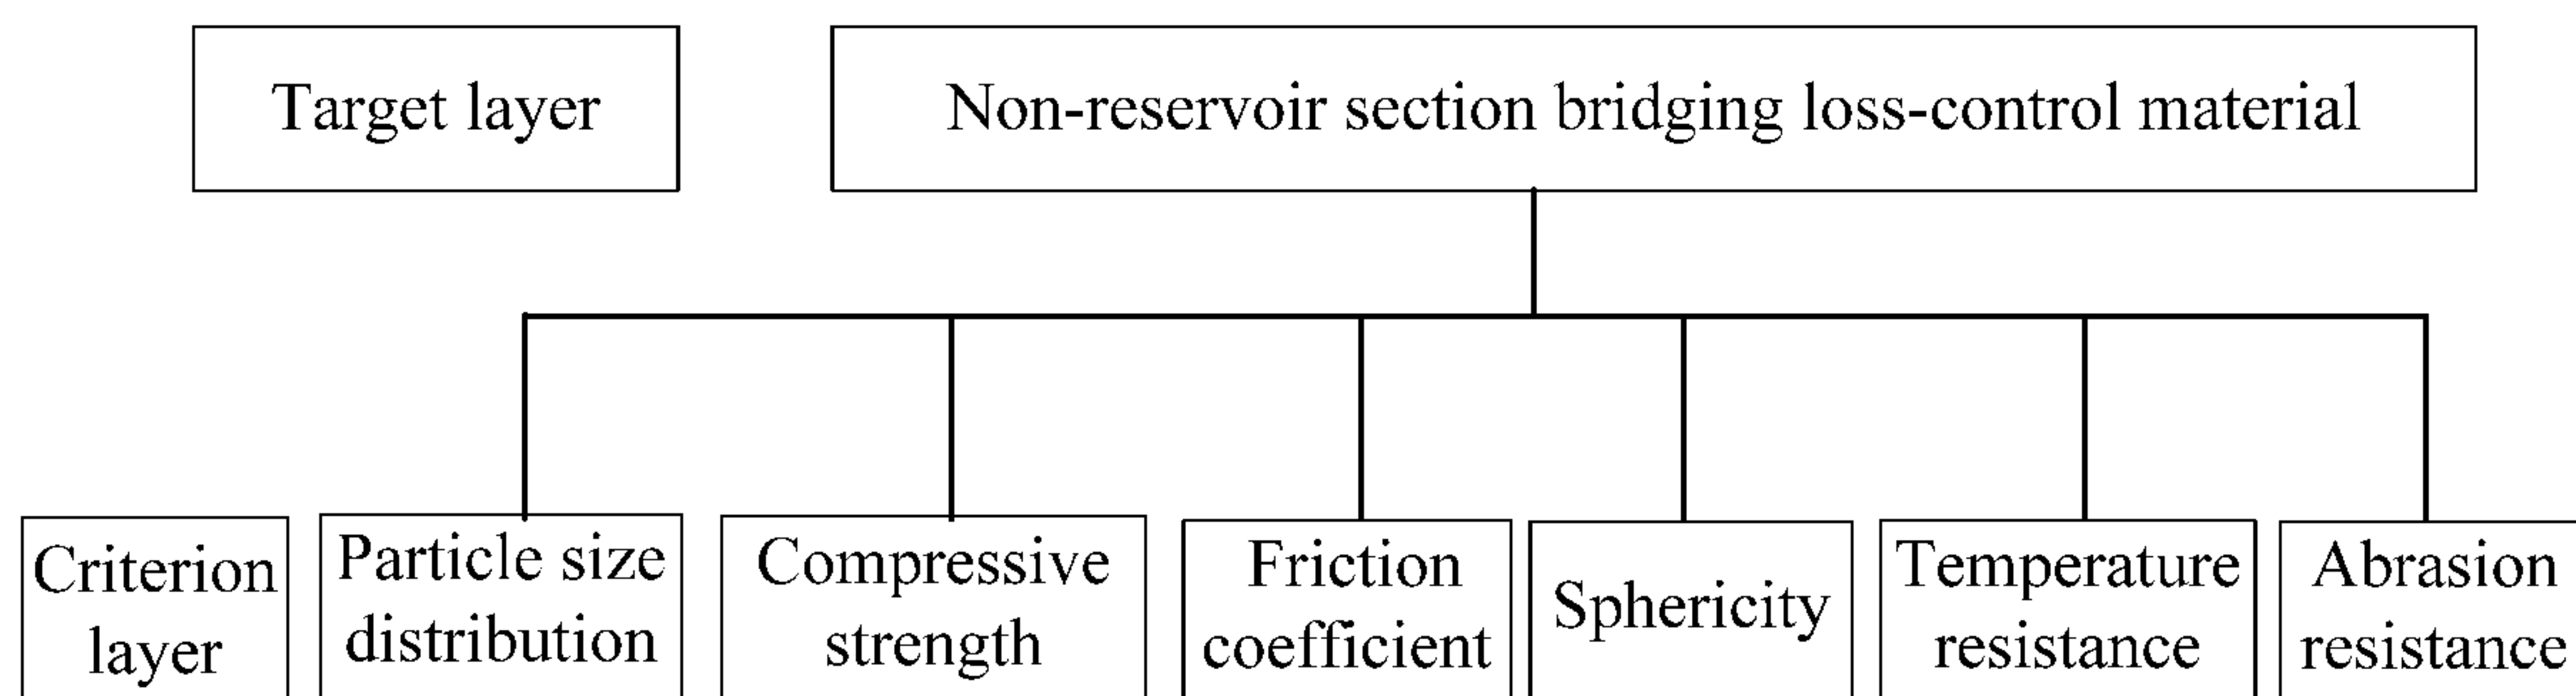 Target layer
Non-reservoir section bridging loss-control material
Criterion
layer
Particle size
distribution
Compressive
strength
Friction
coefficient
Sphericity
Temperature
resistance
Abrasion
resistance